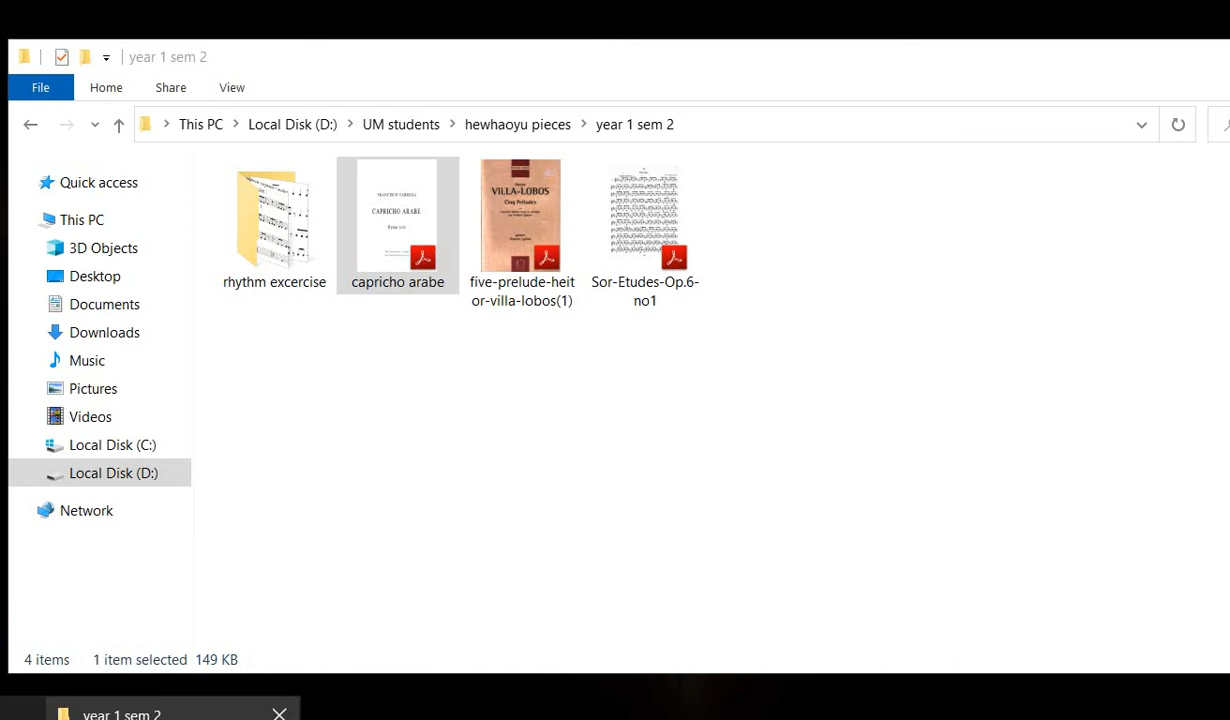 year 1 sem 2
File Home Share View
This PC Local Disk (D:) UM students hewhaoyu pieces year 1 sem 2
Quick access
This PC
3D Objects
Desktop
Documents
Downloads
Music
Pictures
Videos
Local Disk (C:)
Local Disk (D:)
Network
CAPRICHO ARABE
VILLA-LOBOS
Cinq Préludes
rhythm excercise
capricho arabe
five-prelude-heit
or-villa-lobos(1)
Sor-Etudes-Op.6-
no1
4 items 1 item selected 149 KB
year 1 sem 2